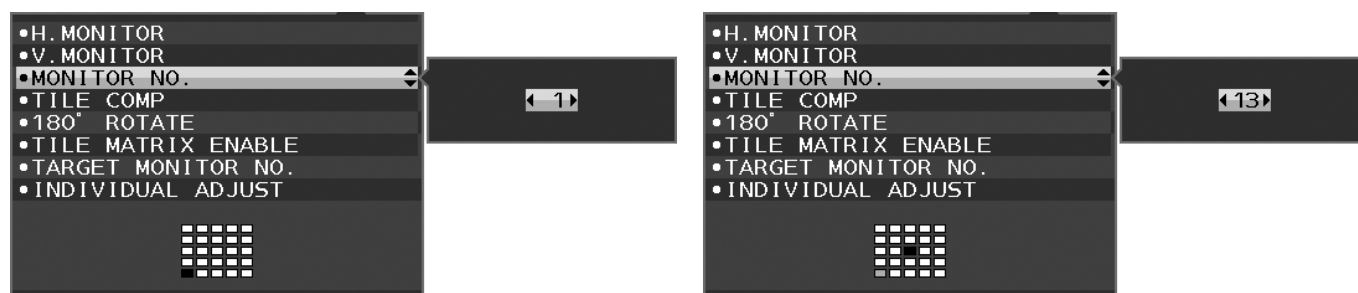 •H.MONITOR
•V.MONITOR
•MONITOR NO.
1
•TILE COMP
•180° ROTATE
•TILE MATRIX ENABLE
•TARGET MONITOR NO.
•INDIVIDUAL ADJUST
•H.MONITOR
•V.MONITOR
•MONITOR NO.
13
•TILE COMP
•180° ROTATE
•TILE MATRIX ENABLE
•TARGET MONITOR NO.
•INDIVIDUAL ADJUST